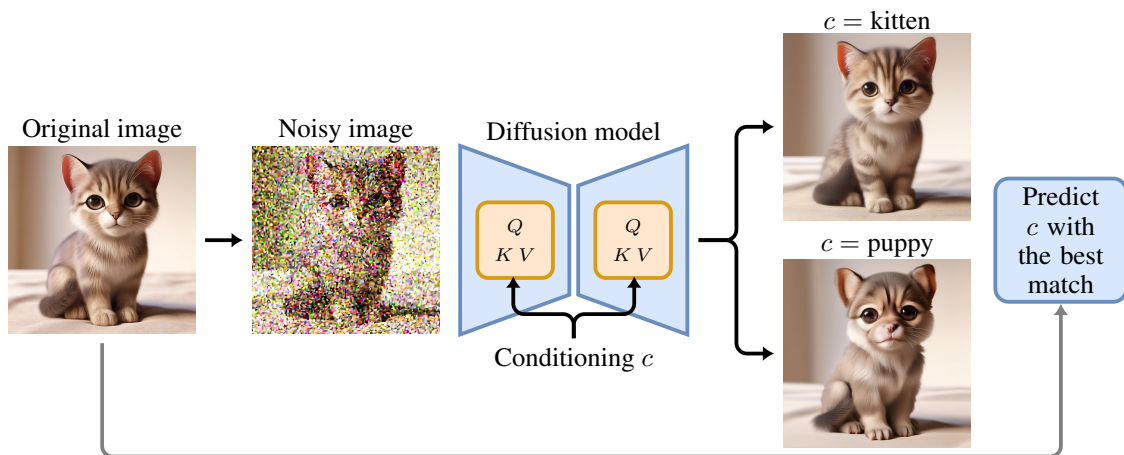 Original image
Noisy image
Diffusion model
Q
K V
Q
K V
Conditioning c
c = kitten
c = puppy
Predict
c with
the best
match